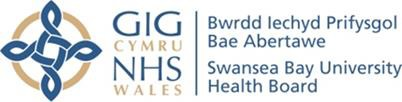 GIG
CYMRU
NHS
WALES
Bwrdd Iechyd Prifysgol
Bae Abertawe
Swansea Bay University
Health Board